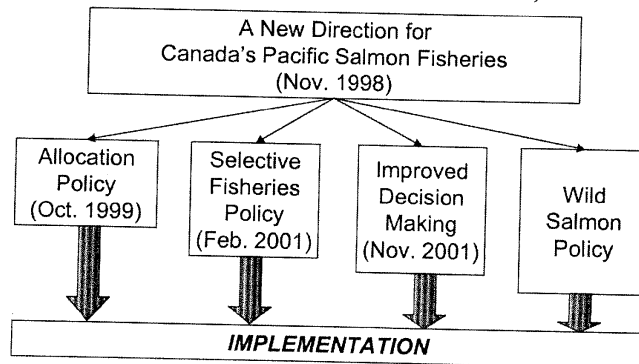 A New Direction for
Canada's Pacific Salmon Fisheries
(Nov. 1998)
Allocation
Policy
(Oct. 1999)
Selective
Fisheries
Policy
(Feb. 2001)
Improved
Decision
Making
(Nov. 2001)
Wild
Salmon
Policy
IMPLEMENTATION